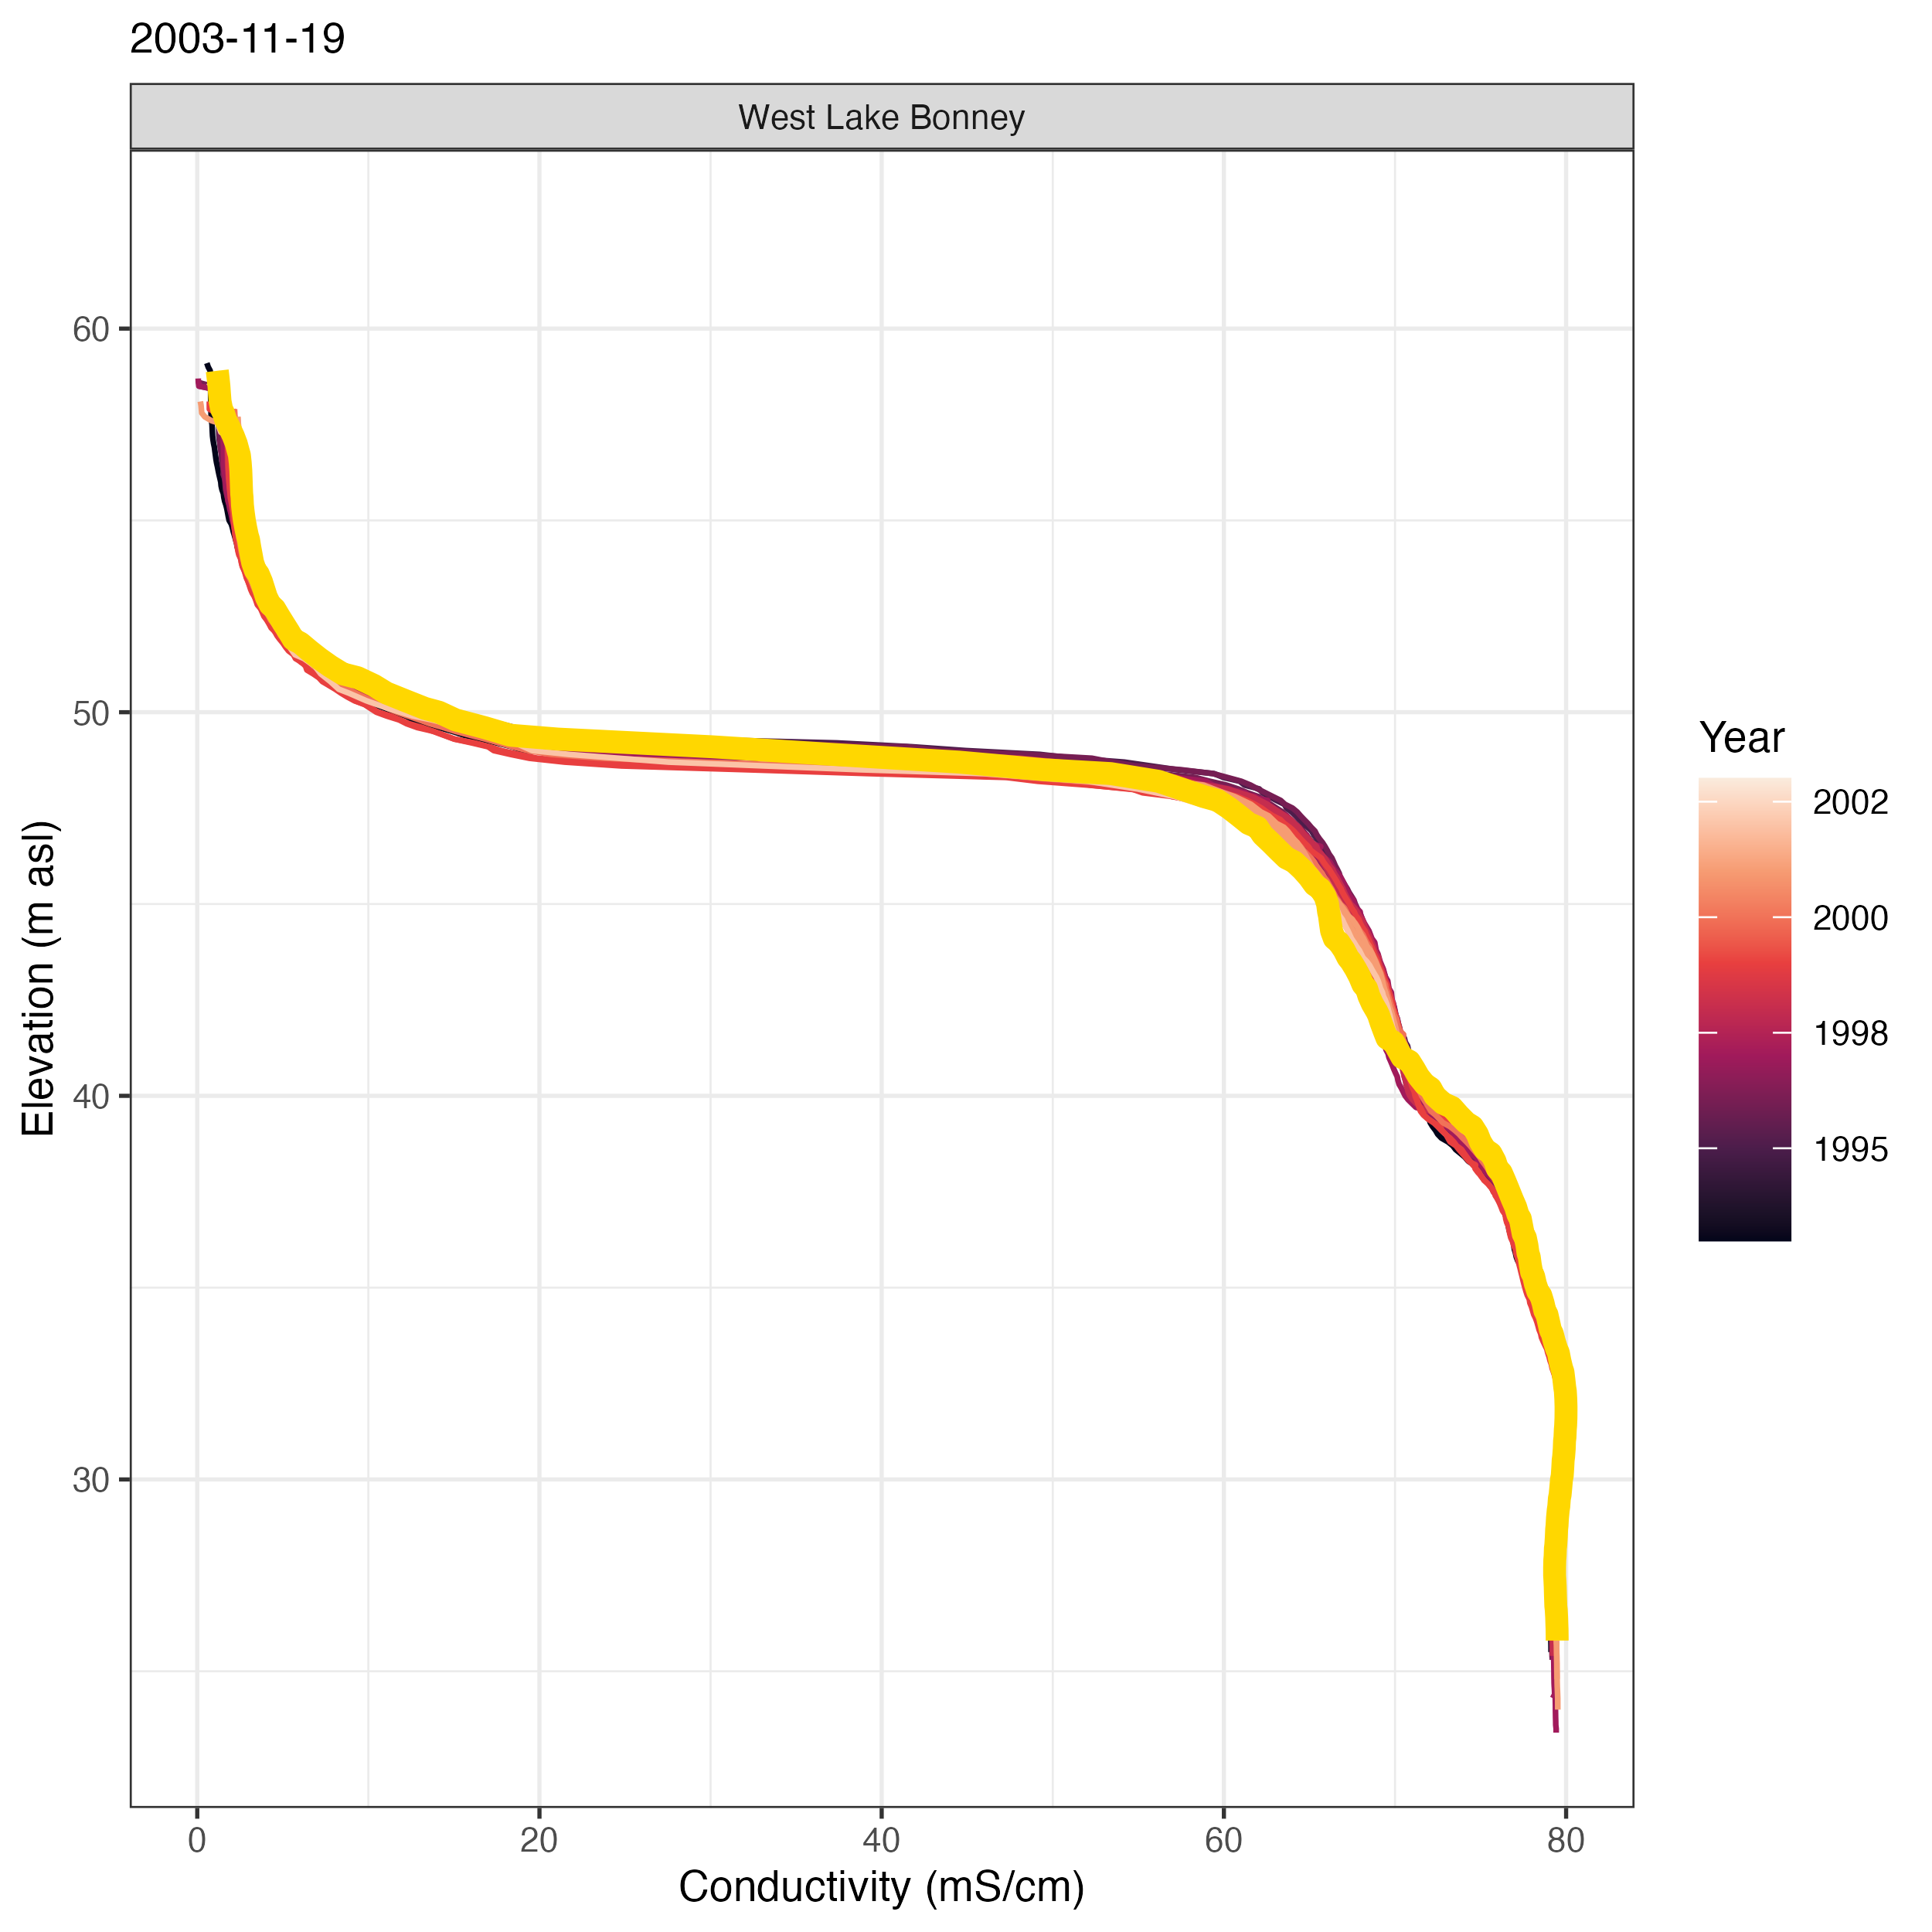 2003-11-19
West Lake Bonney
60
50
40
30
Elevation (m asl)
0 20 40 60 80
Conductivity (mS/cm)
Year
2002
2000
1998
1995